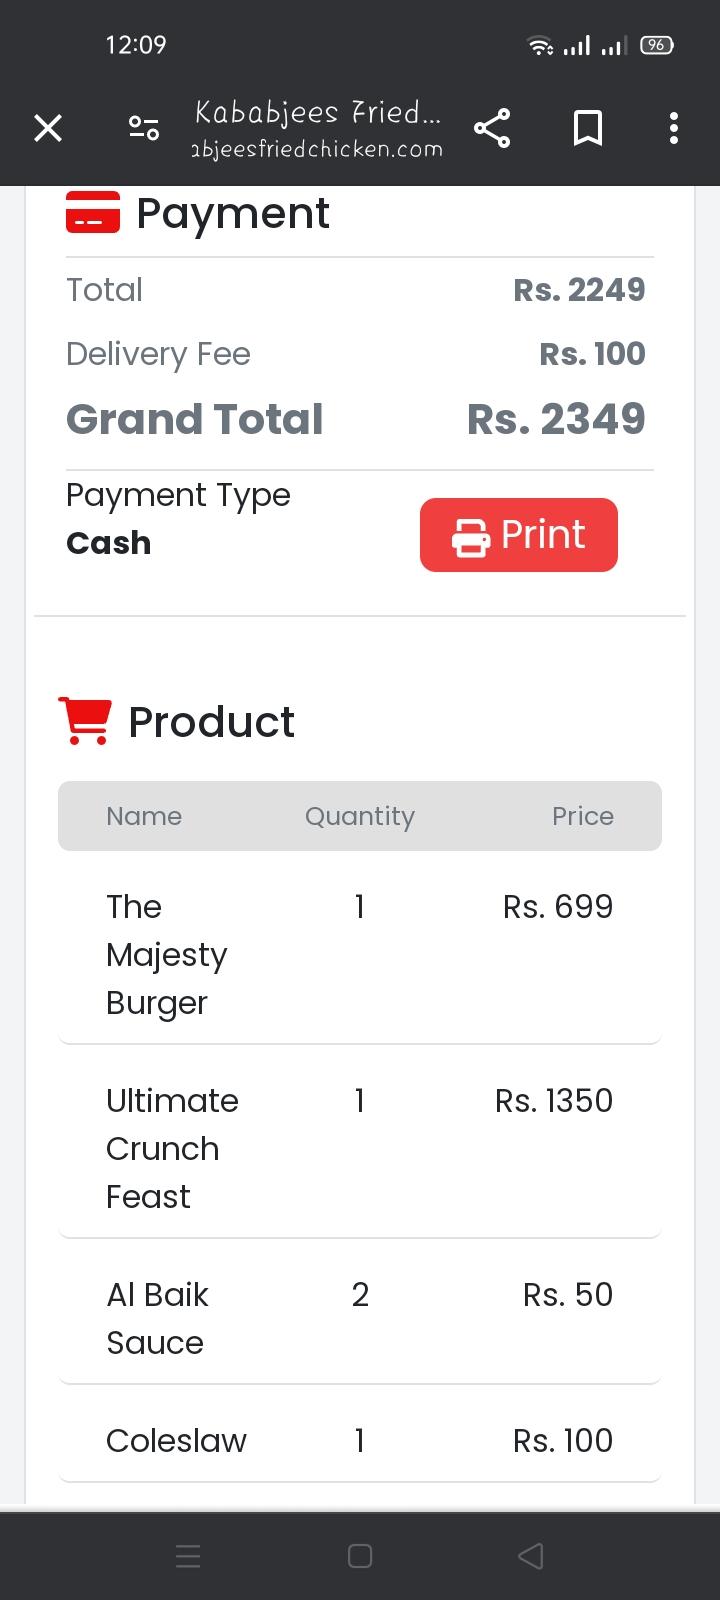 12:09
96
Kababjees Fried...
abjeesfriedchicken.com
Payment
Total Rs. 2249
Delivery Fee Rs. 100
Grand Total Rs. 2349
Payment Type
Cash
Print
Product
Name Quantity Price
The 1 Rs. 699
Majesty
Burger
Ultimate 1 Rs. 1350
Crunch
Feast
Al Baik 2 Rs. 50
Sauce
Coleslaw 1 Rs. 100